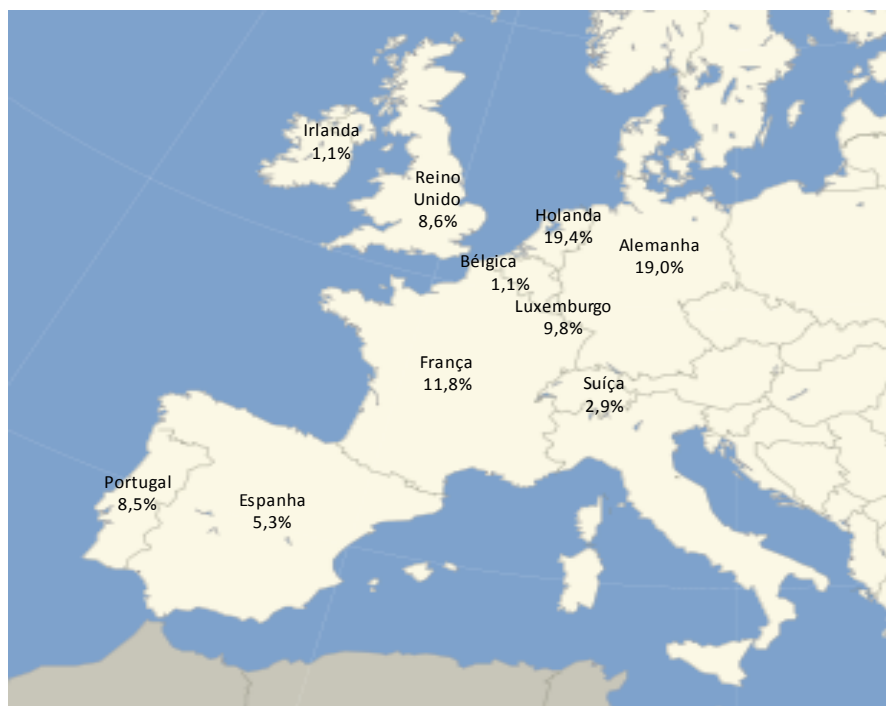 Irlanda
1,1%
Reino
Unido
8,6%
Holanda
19,4%
Alemanha
19,0%
Bélgica
1,1%
Luxemburgo
9,8%
França
11,8%
Suíça
2,9%
Portugal
8,5%
Espanha
5,3%